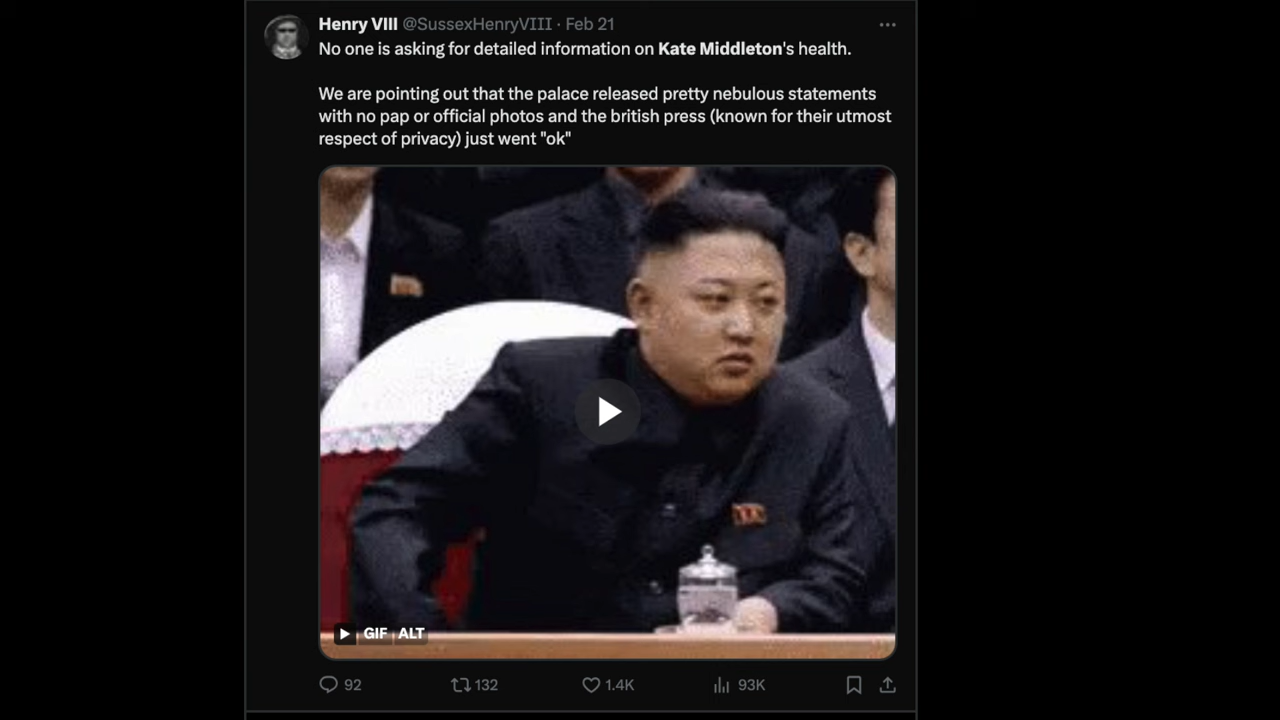 Henry VIII @SussexHenryVIII · Feb 21
No one is asking for detailed information on Kate Middleton's health.
We are pointing out that the palace released pretty nebulous statements
with no pap or official photos and the british press (known for their utmost
respect of privacy) just went "ok"
GIF ALT
92 132 1.4K 93K